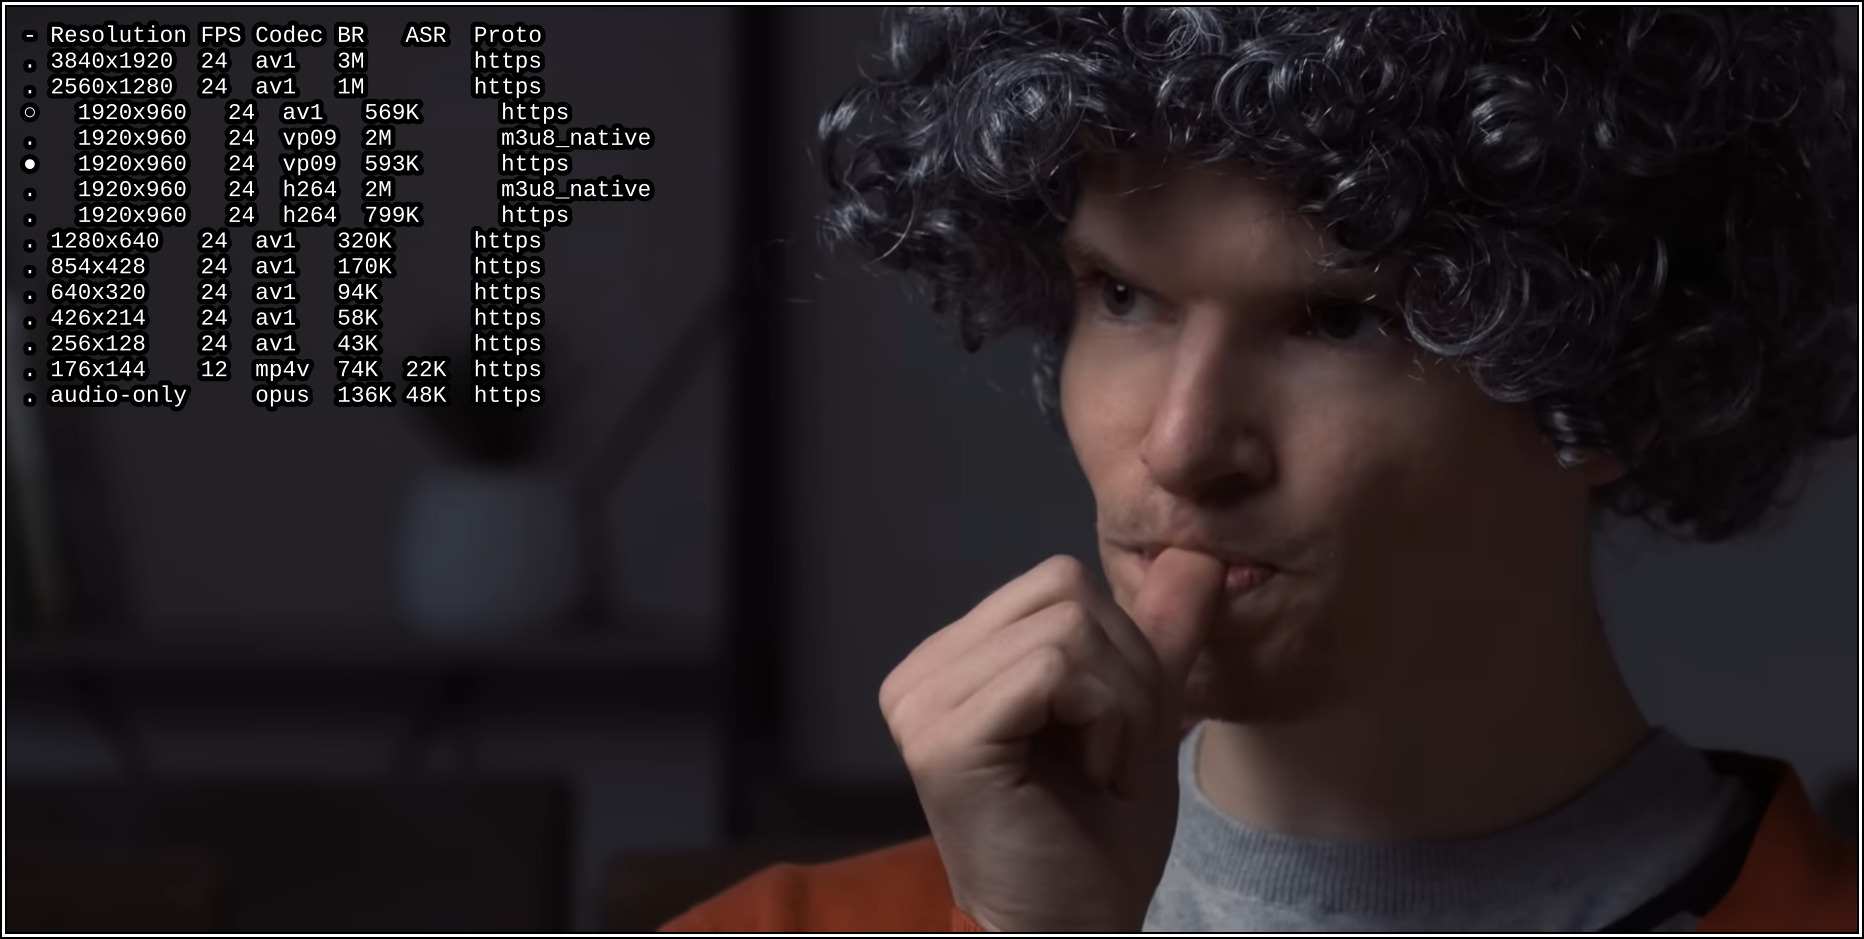 - Resolution FPS Codec BR   ASR  Proto
. 3840x1920  24  av1   3M        https
. 2560x1280  24  av1   1M        https
○   1920x960   24  av1   569K      https
.   1920x960   24  vp09  2M        m3u8_native
●   1920x960   24  vp09  593K      https
.   1920x960   24  h264  2M        m3u8_native
.   1920x960   24  h264  799K      https
. 1280x640   24  av1   320K      https
. 854x428    24  av1   170K      https
. 640x320    24  av1   94K       https
. 426x214    24  av1   58K       https
. 256x128    24  av1   43K       https
. 176x144    12  mp4v  74K  22K  https
. audio-only     opus  136K 48K  https